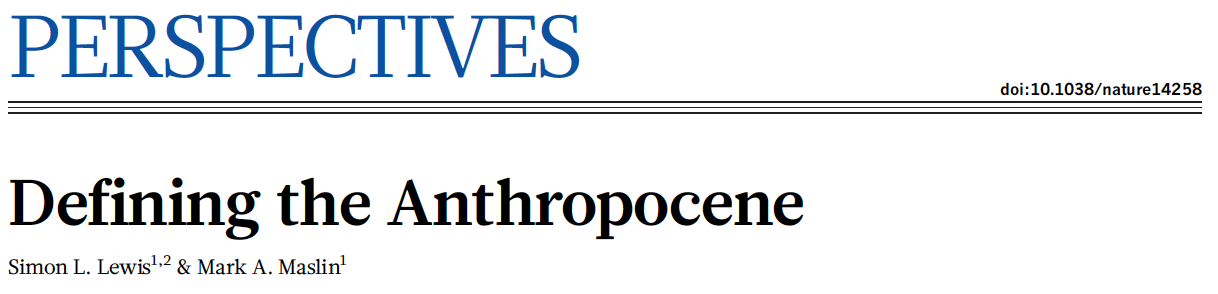 PERSPECTIVES
doi:10.1038/nature14258
Defining the Anthropocene
Simon L. Lewis1,2 & Mark A. Maslin1